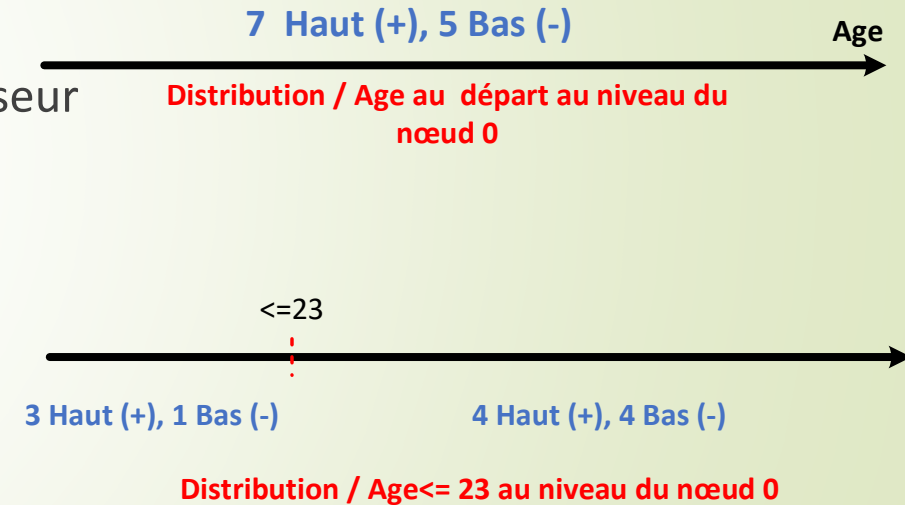 7 Haut (+), 5 Bas (-)
Age
seur
Distribution / Age au départ au niveau du
nœud 0
<=23
3 Haut (+), 1 Bas (-)
4 Haut (+), 4 Bas (-)
Distribution / Age<= 23 au niveau du nœud 0